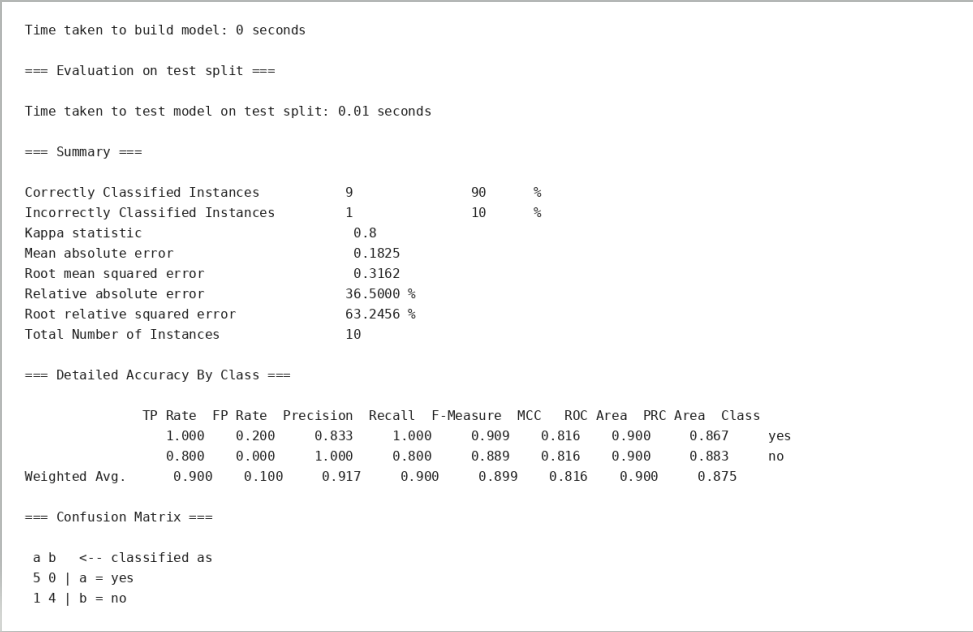 Time taken to build model: 0 seconds
=== Evaluation on test split ===
Time taken to test model on test split: 0.01 seconds
=== Summary ===
Correctly Classified Instances 9 90 %
Incorrectly Classified Instances 1 10 %
Kappa statistic 0.8
Mean absolute error 0.1825
Root mean squared error 0.3162
Relative absolute error 36.5000 %
Root relative squared error 63.2456 %
Total Number of Instances 10
=== Detailed Accuracy By Class ===
TP Rate FP Rate Precision Recall F-Measure MCC ROC Area PRC Area Class
1.000 0.200 0.833 1.000 0.909 0.816 0.900 0.867 yes
0.800 0.000 1.000 0.800 0.889 0.816 0.900 0.883 no
Weighted Avg. 0.900 0.100 0.917 0.900 0.899 0.816 0.900 0.875
=== Confusion Matrix ===
a b <-- classified as
5 0 | a = yes
1 4 | b = no